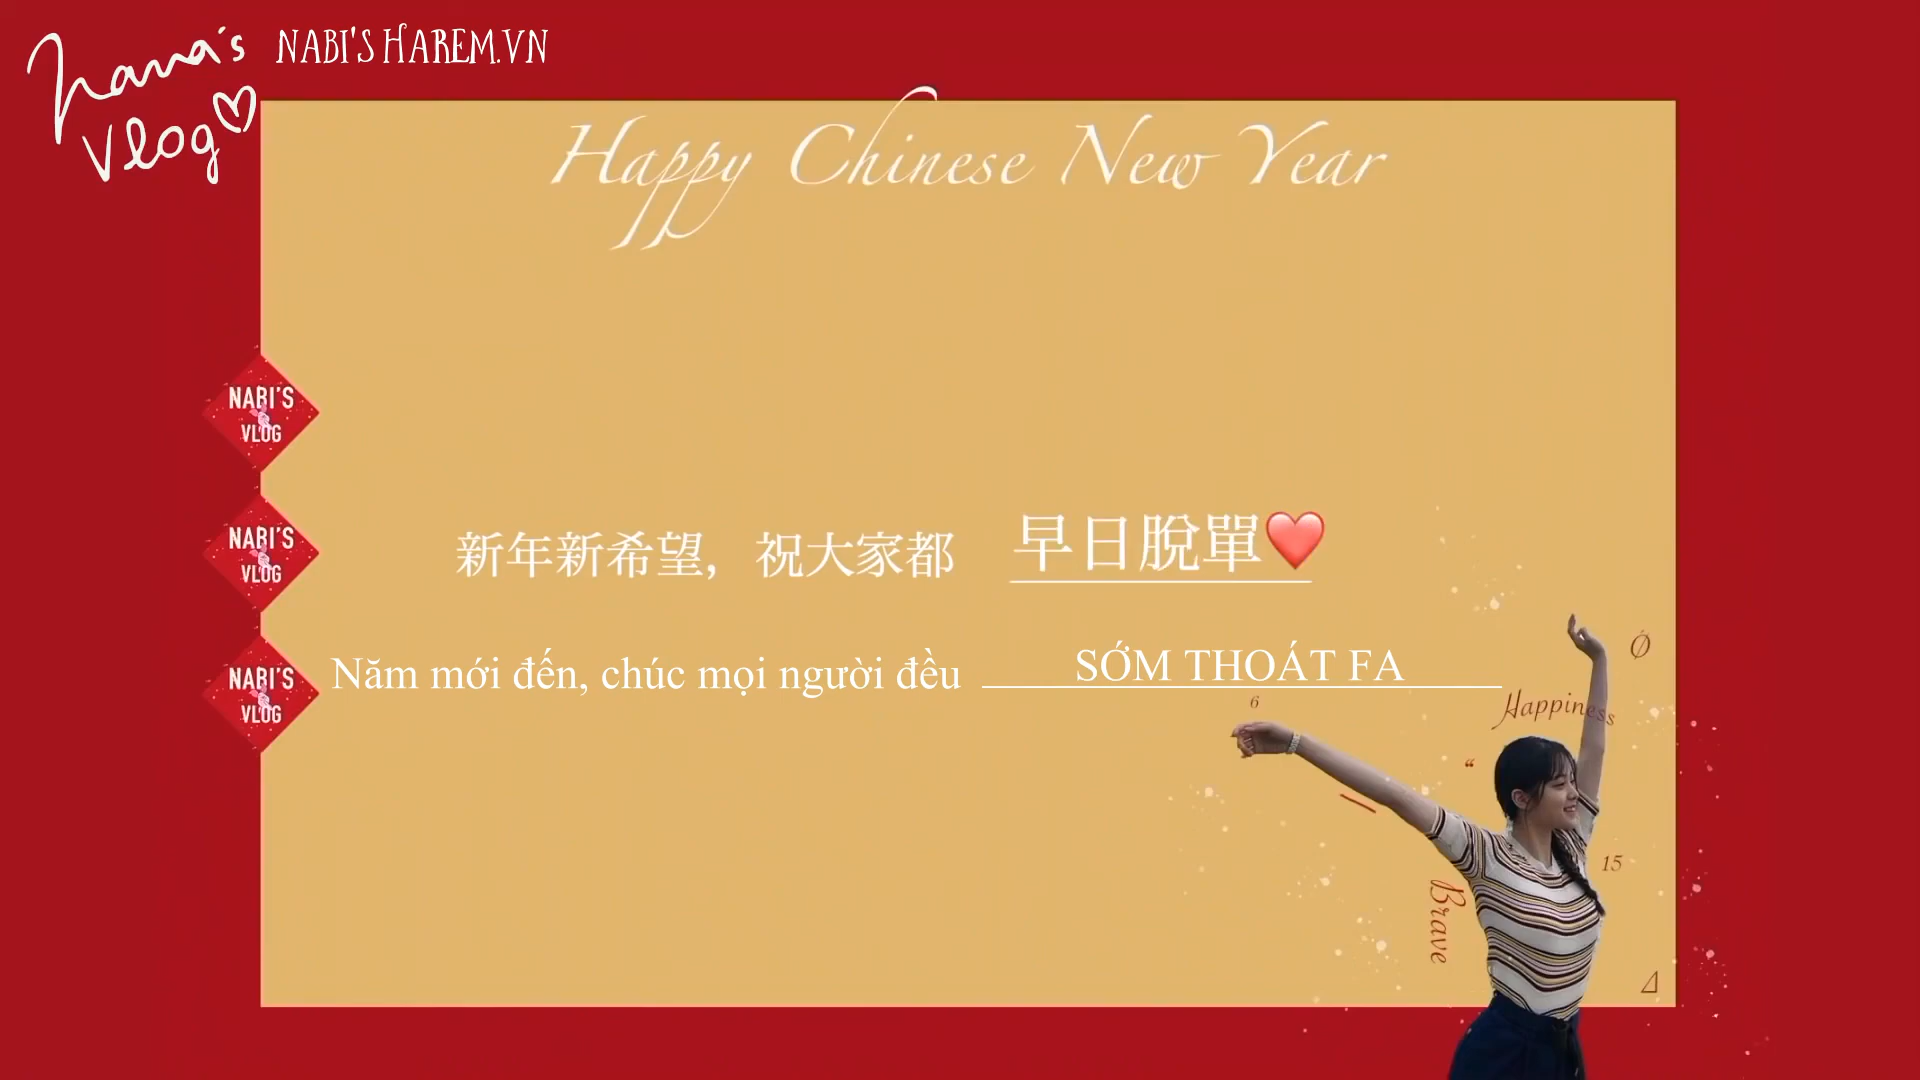 nana's
vlog
NABI'S HAREM.VN
Happy Chinese New Year
NABI'S
VLOG
NABI'S
VLOG
NABI'S
VLOG
新年新希望，祝大家都 早日脫單❤️
Năm mới đến, chúc mọi người đều SỚM THOÁT FA
6
Ø
Happiness
“
15
Brave